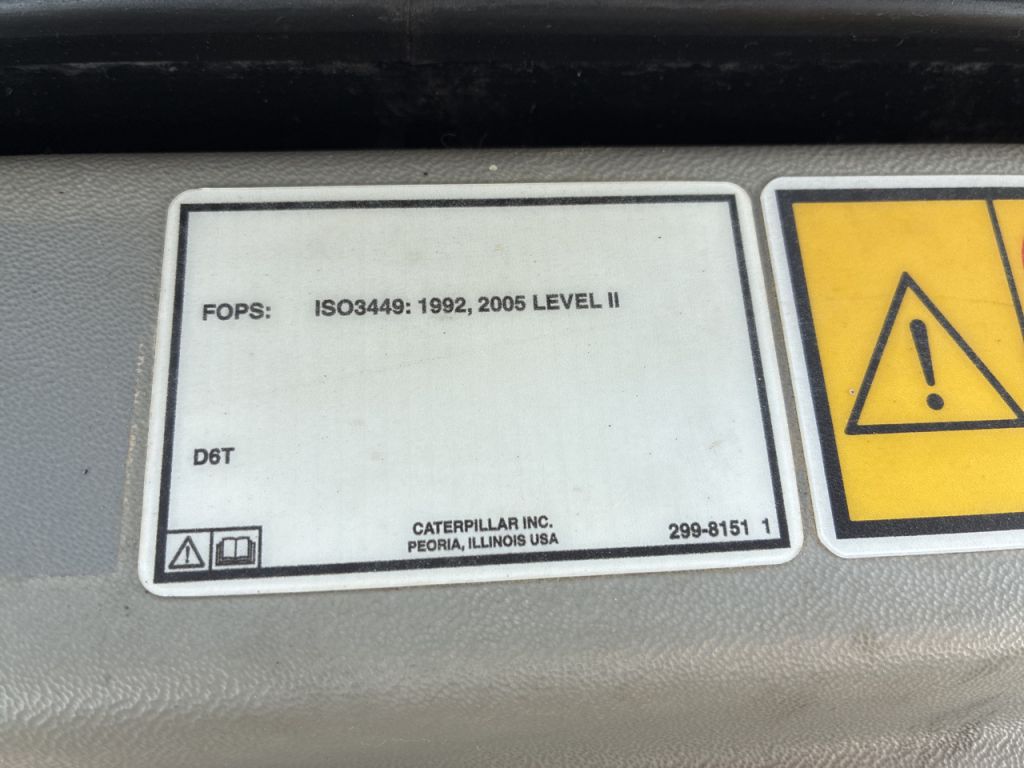 FOPS: ISO3449: 1992, 2005 LEVEL II
D6T
CATERPILLAR INC.
PEORIA, ILLINOIS USA
299-8151 1